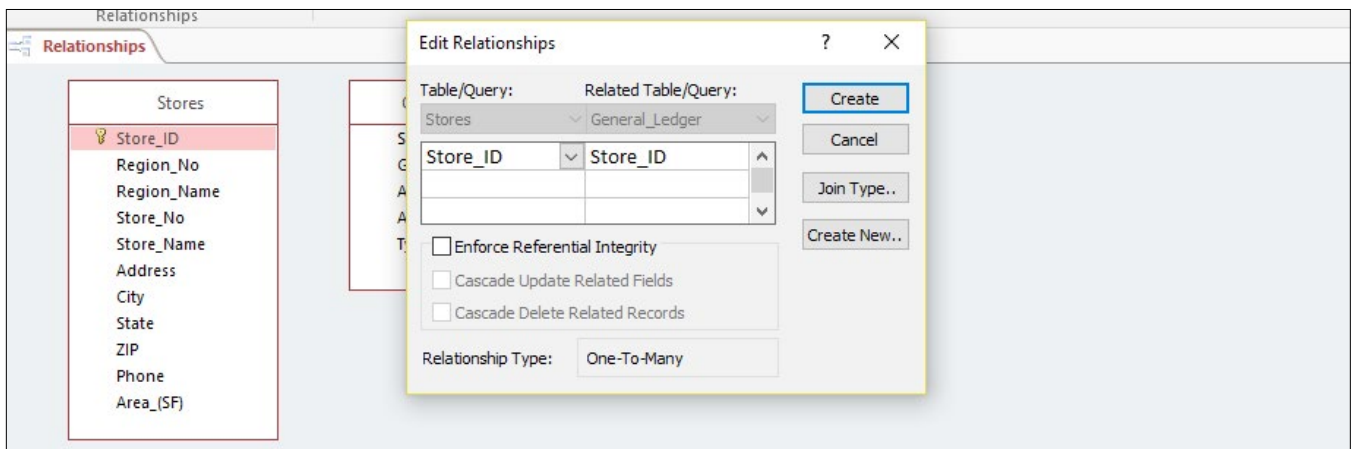 Relationships
Relationships
Stores
Store_ID
Region_No
Region_Name
Store_No
Store_Name
Address
City
State
ZIP
Phone
Area_(SF)
Edit Relationships
? ×
Table/Query: Related Table/Query:
Stores General_Ledger
Store_ID Store_ID
Enforce Referential Integrity
Cascade Update Related Fields
Cascade Delete Related Records
Relationship Type: One-To-Many
Create
Cancel
Join Type..
Create New..